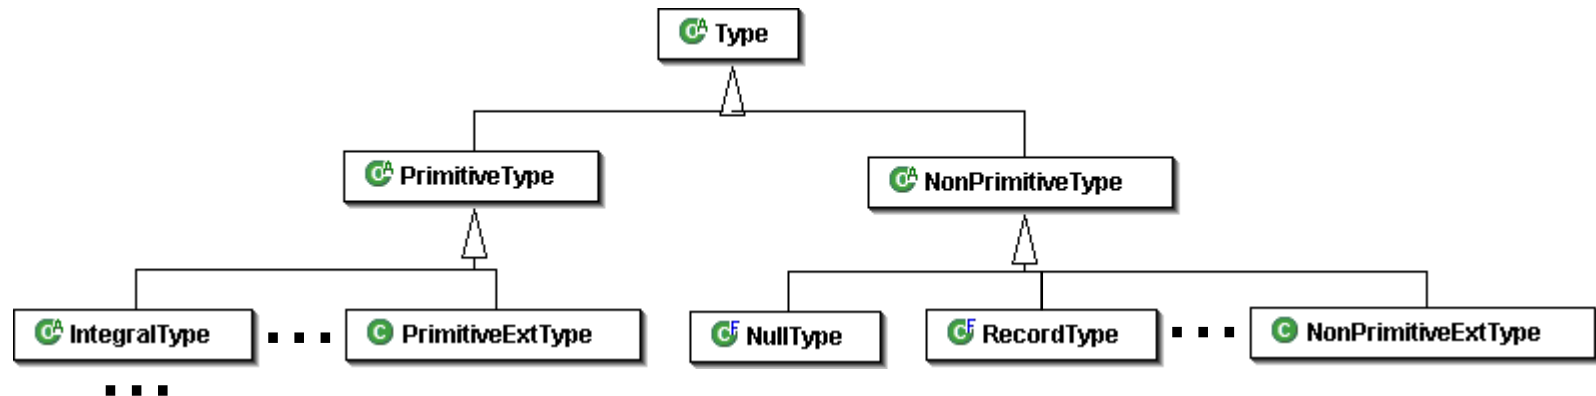 Type
PrimitiveType
NonPrimitiveType
IntegralType
PrimitiveExtType
NullType
RecordType
NonPrimitiveExtType